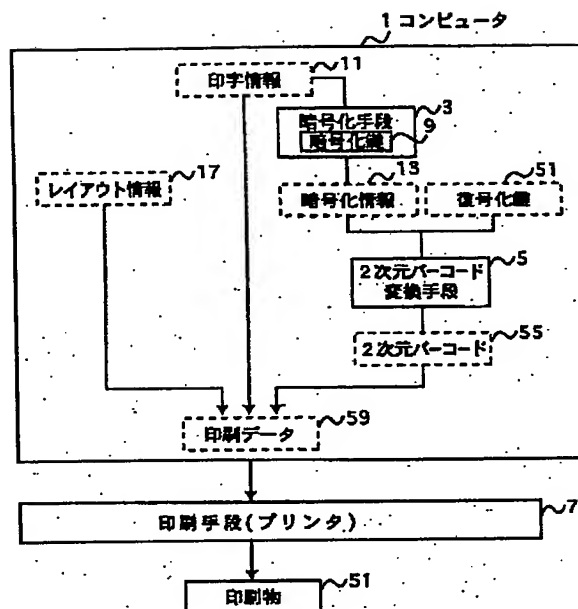 1 コンピュータ
11
印字情報
3
暗号化手段
9
暗号化鍵
17
13
51
レイアウト情報
暗号化情報
復号化鍵
5
2次元バーコード
変換手段
55
2次元バーコード
59
印刷データ
7
印刷手段(プリンタ)
51
印刷物